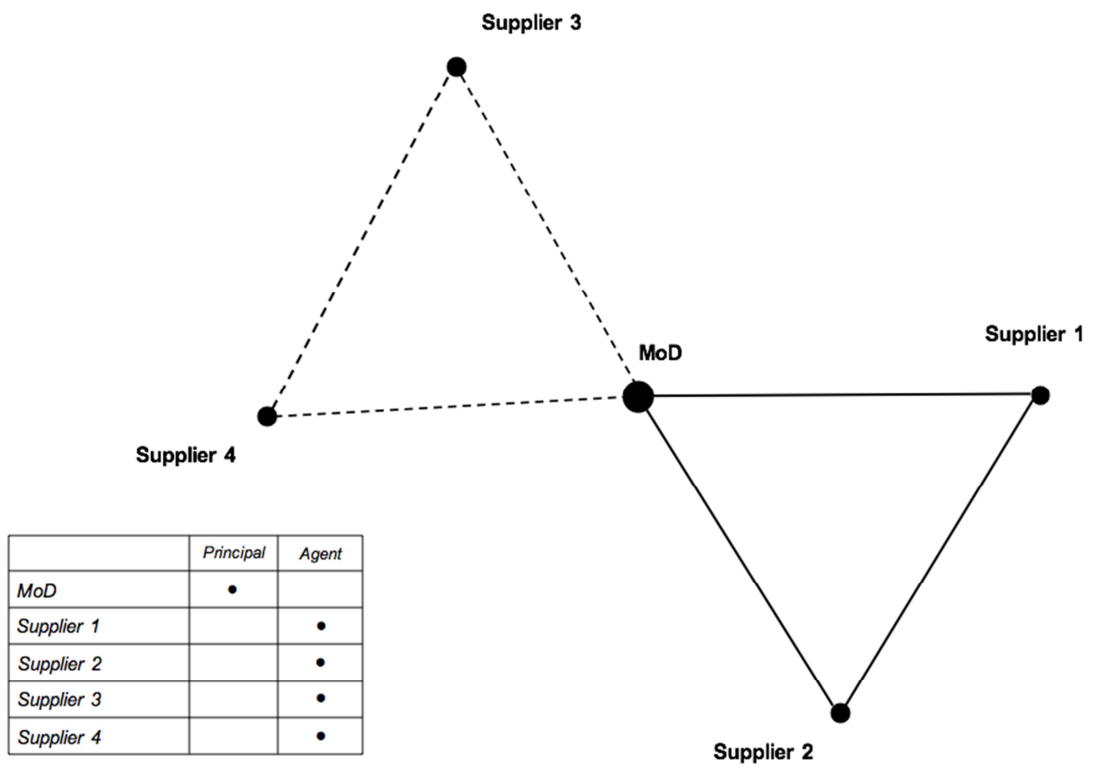 Supplier 3
MoD
Supplier 1
Supplier 4
Supplier 2
Principal Agent
MoD •
Supplier 1 •
Supplier 2 •
Supplier 3 •
Supplier 4 •